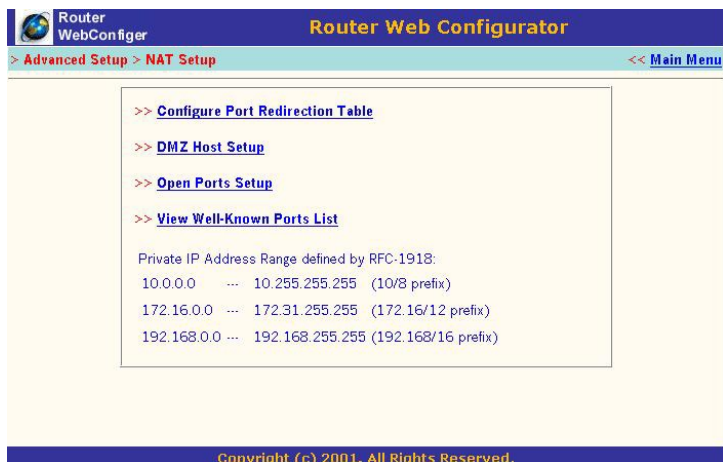 Router
WebConfiger
Router Web Configurator
> Advanced Setup > NAT Setup
<< Main Menu
>> Configure Port Redirection Table
>> DMZ Host Setup
>> Open Ports Setup
>> View Well-Known Ports List
Private IP Address Range defined by RFC-1918:
10.0.0.0 --- 10.255.255.255 (10/8 prefix)
172.16.0.0 --- 172.31.255.255 (172.16/12 prefix)
192.168.0.0 --- 192.168.255.255 (192.168/16 prefix)
Copyright (c) 2001, All Rights Reserved.